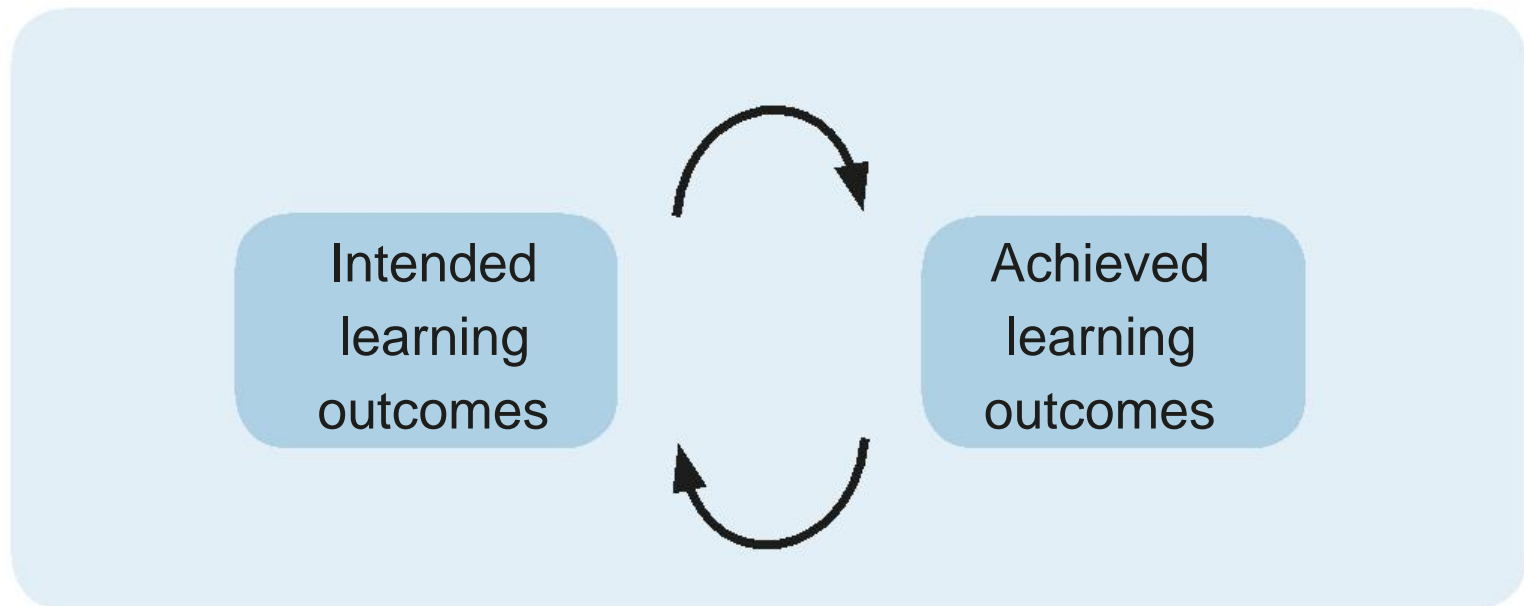 Intended
learning
outcomes
Achieved
learning
outcomes